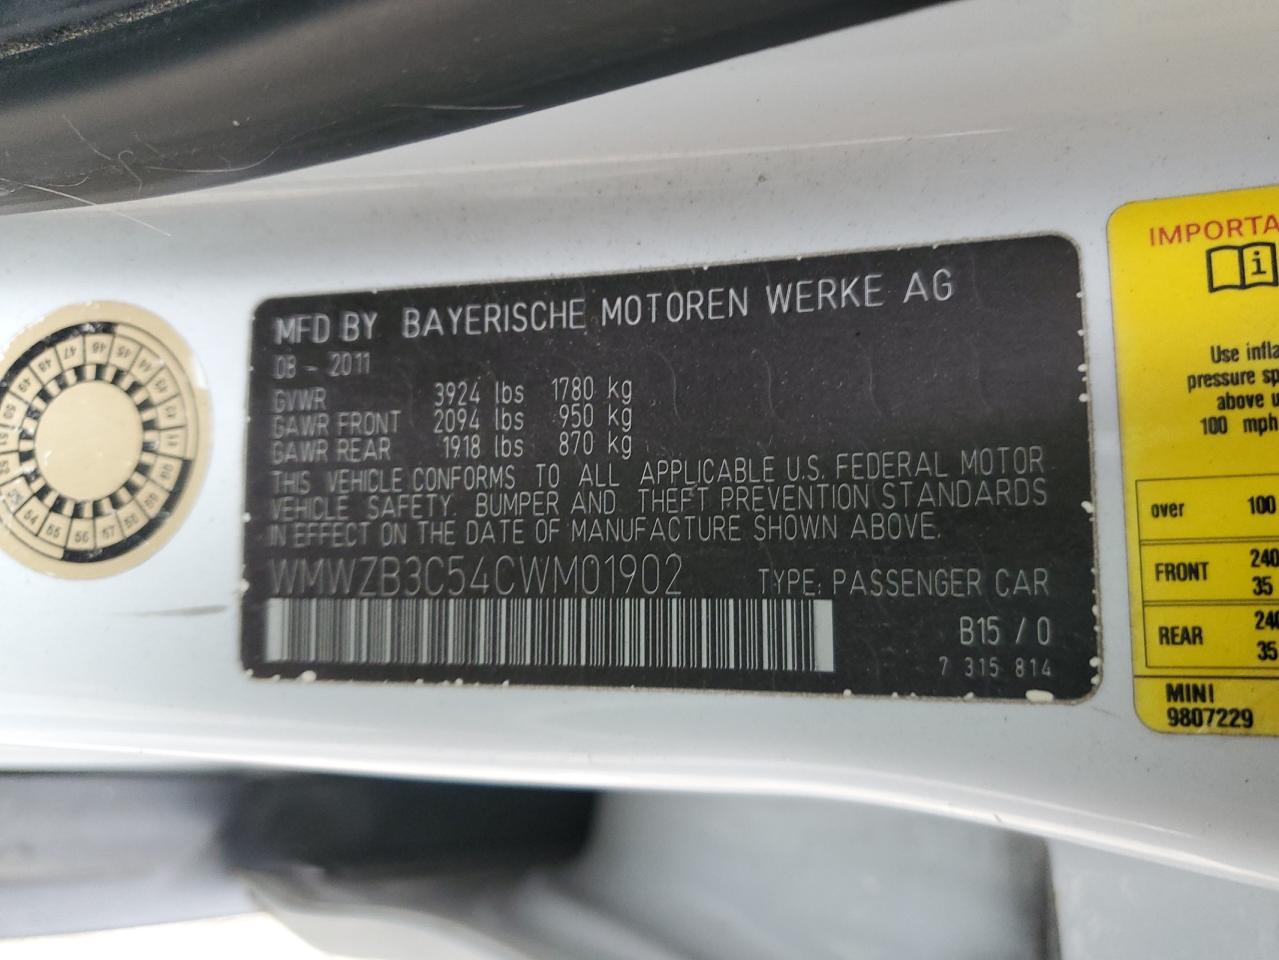 MFD BY BAYERISCHE MOTOREN WERKE AG
08 - 2011
GVWR 3924 lbs 1780 kg
GAWR FRONT 2094 lbs 950 kg
GAWR REAR 1918 lbs 870 kg
THIS VEHICLE CONFORMS TO ALL APPLICABLE U.S. FEDERAL MOTOR
VEHICLE SAFETY, BUMPER AND THEFT PREVENTION STANDARDS
IN EFFECT ON THE DATE OF MANUFACTURE SHOWN ABOVE.
WMWZB3C54CWM01902 TYPE: PASSENGER CAR
B15 / 0
7 315 814
IMPORTA
i
Use infla
pressure sp
above u
100 mph
over 100
FRONT 240
35
REAR 240
35
MINI
9807229